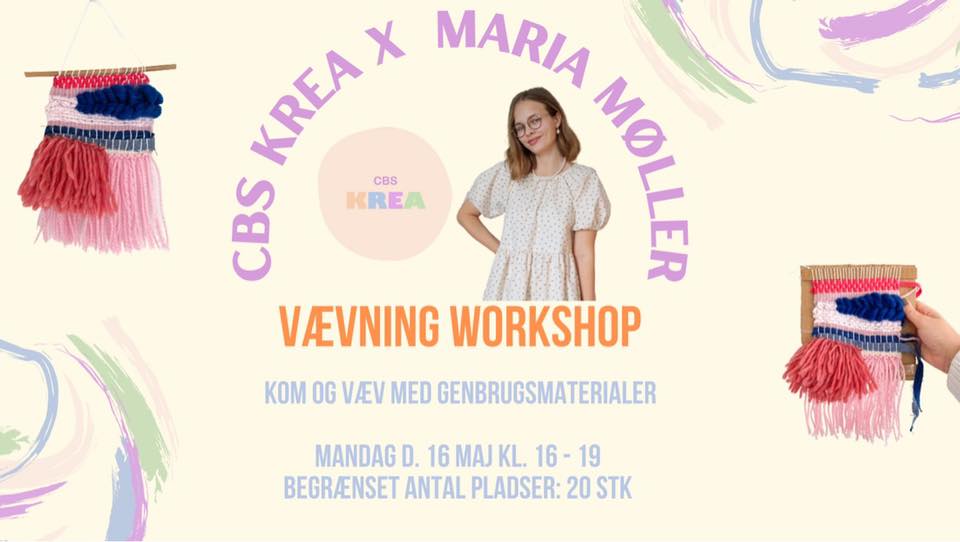 CBS KREA X MARIA MØLLER
CBS
KREA
VÆVNING WORKSHOP
KOM OG VÆV MED GENBRUGSMATERIALER
MANDAG D. 16 MAJ KL. 16 - 19
BEGRÆNSET ANTAL PLADSER: 20 STK